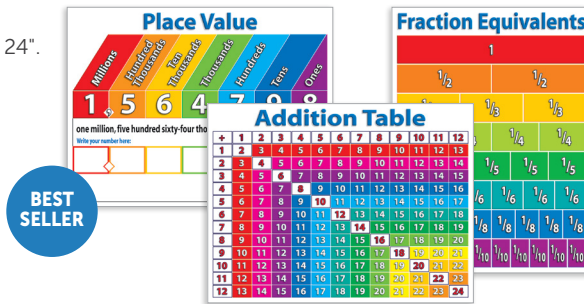 24".
Place Value
Millions
Hundred Thousands
Ten Thousands
Thousands
Hundreds
Tens
Ones
1, 5 6 4
one million, five hundred sixty-four
Write your number here:
BEST
SELLER
Addition Table
+ 1 2 3 4 5 6 7 8 9 10 11 12
1 2 3 4 5 6 7 8 9 10 11 12 13
2 3 4 5 6 7 8 9 10 11 12 13 14
3 4 5 6 7 8 9 10 11 12 13 14 15
4 5 6 7 8 9 10 11 12 13 14 15 16
5 6 7 8 9 10 11 12 13 14 15 16 17
6 7 8 9 10 11 12 13 14 15 16 17 18
7 8 9 10 11 12 13 14 15 16 17 18 19
8 9 10 11 12 13 14 15 16 17 18 19 20
9 10 11 12 13 14 15 16 17 18 19 20 21
10 11 12 13 14 15 16 17 18 19 20 21 22
11 12 13 14 15 16 17 18 19 20 21 22 23
12 13 14 15 16 17 18 19 20 21 22 23 24
Fraction Equivalents
1
1/2 1/2
1/3 1/3
1/4 1/4
1/5 1/5 1/5
1/6 1/6 1/6
1/8 1/8 1/8 1/8
1/10 1/10 1/10 1/10 1/10